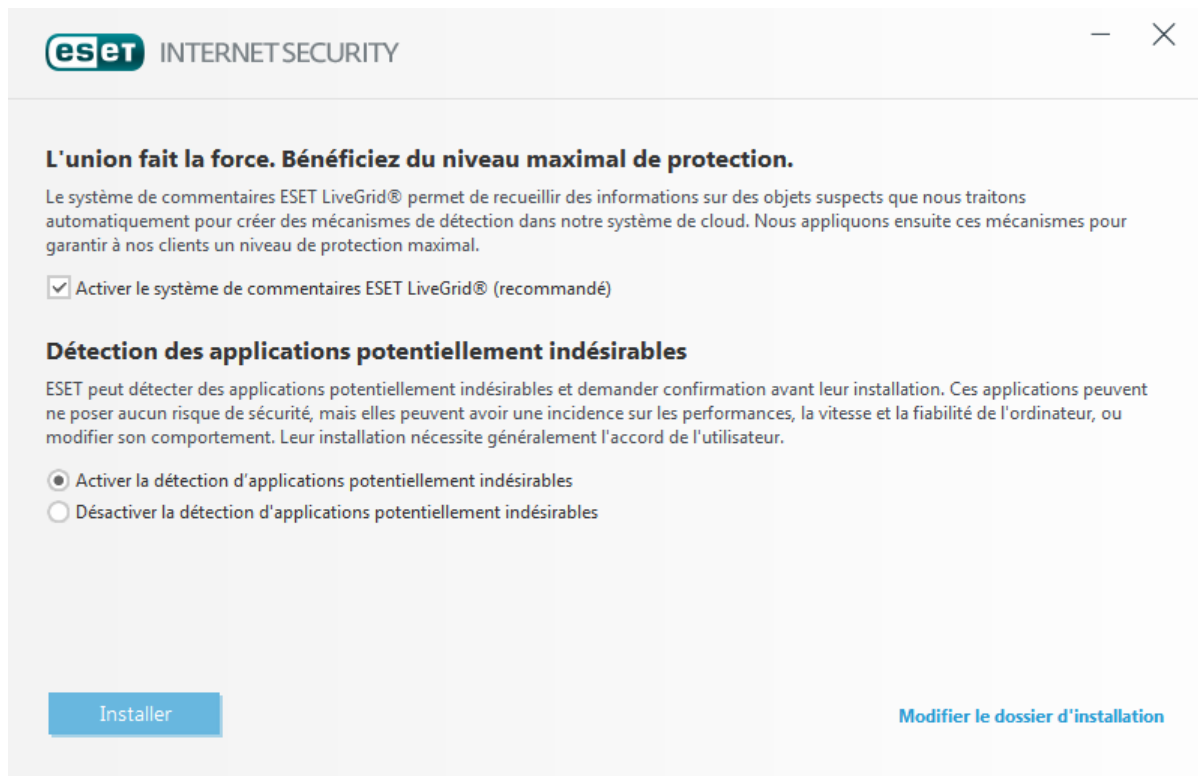 eset INTERNET SECURITY
L'union fait la force. Bénéficiez du niveau maximal de protection.
Le système de commentaires ESET LiveGrid® permet de recueillir des informations sur des objets suspects que nous traitons
automatiquement pour créer des mécanismes de détection dans notre système de cloud. Nous appliquons ensuite ces mécanismes pour
garantir à nos clients un niveau de protection maximal.
Activer le système de commentaires ESET LiveGrid® (recommandé)
Détection des applications potentiellement indésirables
ESET peut détecter des applications potentiellement indésirables et demander confirmation avant leur installation. Ces applications peuvent
ne poser aucun risque de sécurité, mais elles peuvent avoir une incidence sur les performances, la vitesse et la fiabilité de l'ordinateur, ou
modifier son comportement. Leur installation nécessite généralement l'accord de l'utilisateur.
Activer la détection d'applications potentiellement indésirables
Désactiver la détection d'applications potentiellement indésirables
Installer
Modifier le dossier d'installation